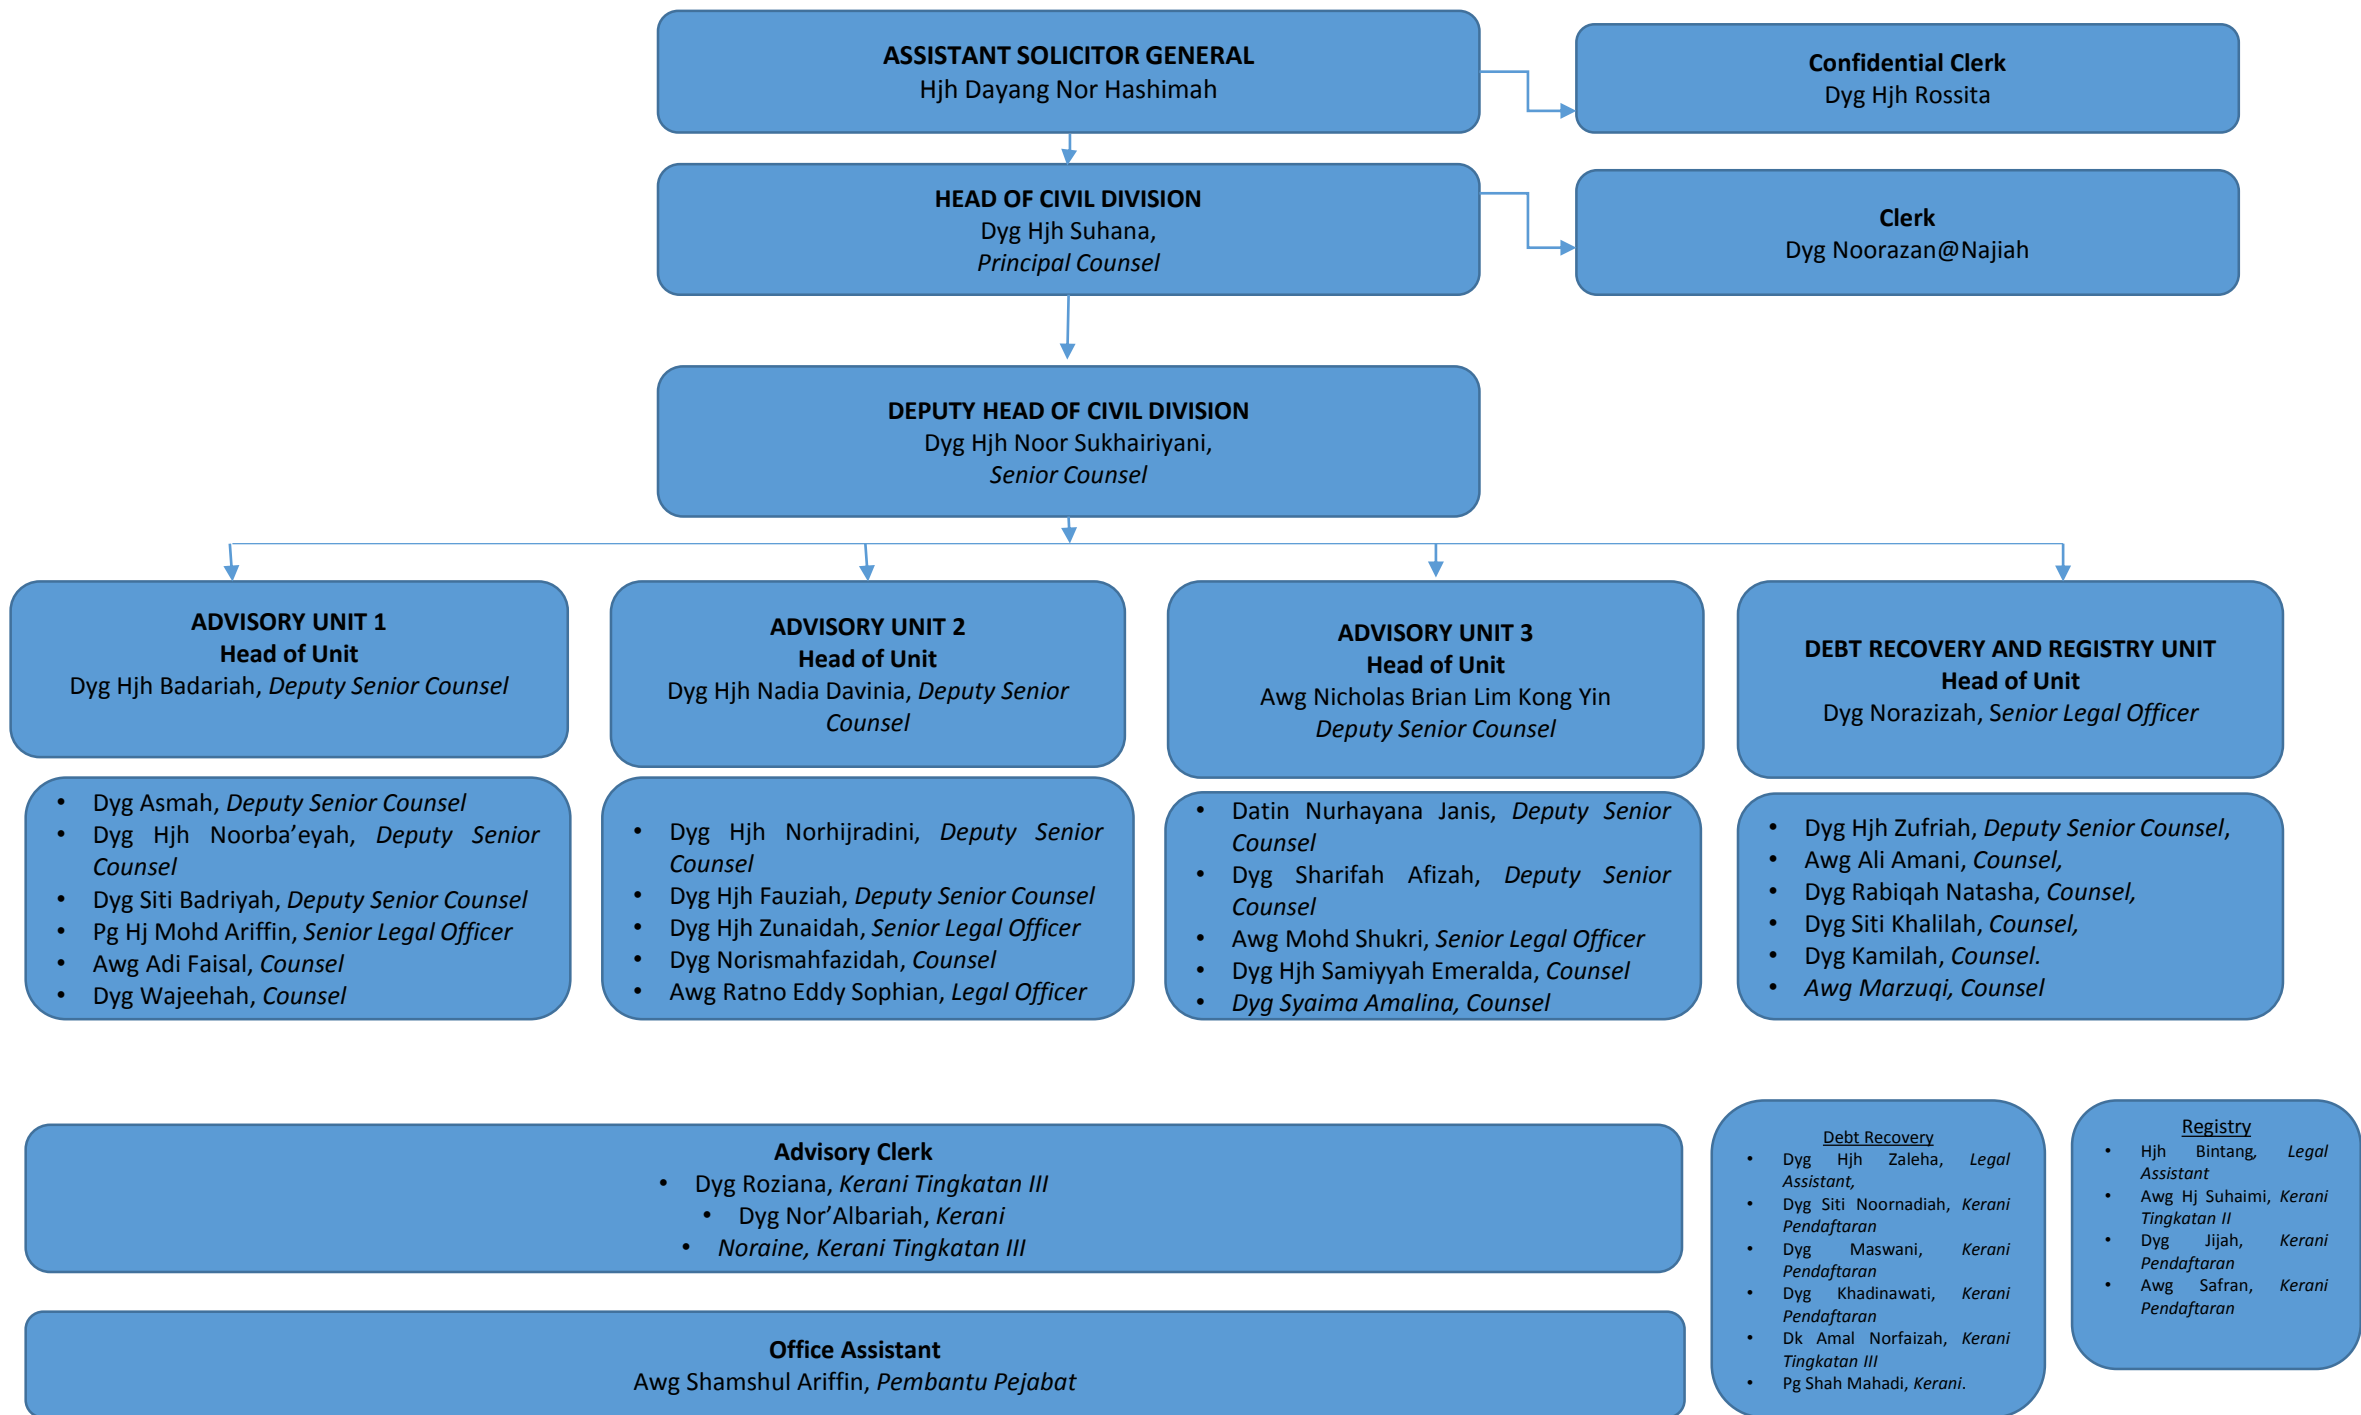 ASSISTANT SOLICITOR GENERAL
Hjh Dayang Nor Hashimah
Confidential Clerk
Dyg Hjh Rossita
HEAD OF CIVIL DIVISION
Dyg Hjh Suhana,
Principal Counsel
Clerk
Dyg Noorazan@Najiah
DEPUTY HEAD OF CIVIL DIVISION
Dyg Hjh Noor Sukhairiyani,
Senior Counsel
ADVISORY UNIT 1
Head of Unit
Dyg Hjh Badariah, Deputy Senior Counsel
ADVISORY UNIT 2
Head of Unit
Dyg Hjh Nadia Davinia, Deputy Senior
Counsel
ADVISORY UNIT 3
Head of Unit
Awg Nicholas Brian Lim Kong Yin
Deputy Senior Counsel
DEBT RECOVERY AND REGISTRY UNIT
Head of Unit
Dyg Norazizah, Senior Legal Officer
• Dyg Asmah, Deputy Senior Counsel
• Dyg Hjh Noorba’eyah, Deputy Senior
Counsel
• Dyg Siti Badriyah, Deputy Senior Counsel
• Pg Hj Mohd Ariffin, Senior Legal Officer
• Awg Adi Faisal, Counsel
• Dyg Wajeehah, Counsel
• Dyg Hjh Norhijradini, Deputy Senior
Counsel
• Dyg Hjh Fauziah, Deputy Senior Counsel
• Dyg Hjh Zunaidah, Senior Legal Officer
• Dyg Norismahfazidah, Counsel
• Awg Ratno Eddy Sophian, Legal Officer
• Datin Nurhayana Janis, Deputy Senior
Counsel
• Dyg Sharifah Afizah, Deputy Senior
Counsel
• Awg Mohd Shukri, Senior Legal Officer
• Dyg Hjh Samiyyah Emeralda, Counsel
• Dyg Syaima Amalina, Counsel
• Dyg Hjh Zufriah, Deputy Senior Counsel,
• Awg Ali Amani, Counsel,
• Dyg Rabiqah Natasha, Counsel,
• Dyg Siti Khalilah, Counsel,
• Dyg Kamilah, Counsel.
• Awg Marzuqi, Counsel
Advisory Clerk
• Dyg Roziana, Kerani Tingkatan III
• Dyg Nor’Albariah, Kerani
• Noraine, Kerani Tingkatan III
Office Assistant
Awg Shamshul Ariffin, Pembantu Pejabat
Debt Recovery
• Dyg Hjh Zaleha, Legal
Assistant,
• Dyg Siti Noornadiah, Kerani
Pendaftaran
• Dyg Maswani, Kerani
Pendaftaran
• Dyg Khadinawati, Kerani
Pendaftaran
• Dk Amal Norfaizah, Kerani
Tingkatan III
• Pg Shah Mahadi, Kerani.
Registry
• Hjh Bintang, Legal
Assistant
• Awg Hj Suhaimi, Kerani
Tingkatan II
• Dyg Jijah, Kerani
Pendaftaran
• Awg Safran, Kerani
Pendaftaran